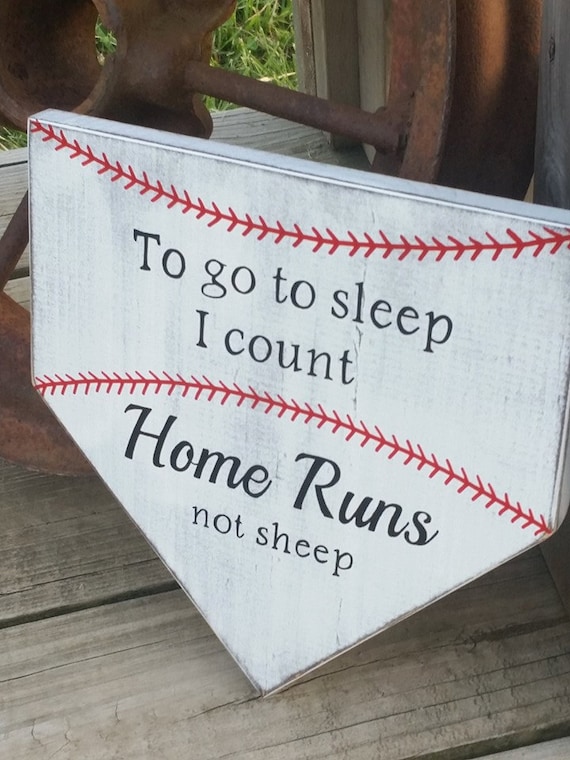 To go to sleep
I count
Home Runs
not sheep